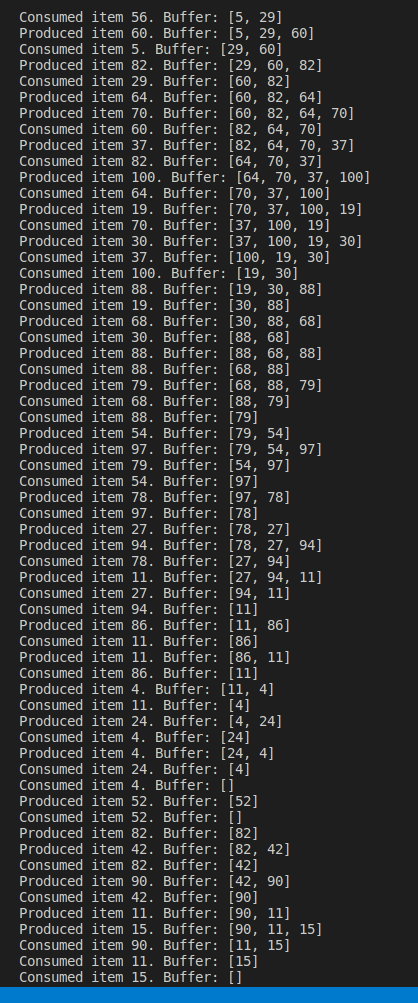 Consumed item 56. Buffer: [5, 29]
Produced item 60. Buffer: [5, 29, 60]
Consumed item 5. Buffer: [29, 60]
Produced item 82. Buffer: [29, 60, 82]
Consumed item 29. Buffer: [60, 82]
Produced item 64. Buffer: [60, 82, 64]
Produced item 70. Buffer: [60, 82, 64, 70]
Consumed item 60. Buffer: [82, 64, 70]
Produced item 37. Buffer: [82, 64, 70, 37]
Consumed item 82. Buffer: [64, 70, 37]
Produced item 100. Buffer: [64, 70, 37, 100]
Consumed item 64. Buffer: [70, 37, 100]
Produced item 19. Buffer: [70, 37, 100, 19]
Consumed item 70. Buffer: [37, 100, 19]
Produced item 30. Buffer: [37, 100, 19, 30]
Consumed item 37. Buffer: [100, 19, 30]
Consumed item 100. Buffer: [19, 30]
Produced item 88. Buffer: [19, 30, 88]
Consumed item 19. Buffer: [30, 88]
Produced item 68. Buffer: [30, 88, 68]
Consumed item 30. Buffer: [88, 68]
Produced item 88. Buffer: [88, 68, 88]
Consumed item 88. Buffer: [68, 88]
Produced item 79. Buffer: [68, 88, 79]
Consumed item 68. Buffer: [88, 79]
Consumed item 88. Buffer: [79]
Produced item 54. Buffer: [79, 54]
Produced item 97. Buffer: [79, 54, 97]
Consumed item 79. Buffer: [54, 97]
Consumed item 54. Buffer: [97]
Produced item 78. Buffer: [97, 78]
Consumed item 97. Buffer: [78]
Produced item 27. Buffer: [78, 27]
Produced item 94. Buffer: [78, 27, 94]
Consumed item 78. Buffer: [27, 94]
Produced item 11. Buffer: [27, 94, 11]
Consumed item 27. Buffer: [94, 11]
Consumed item 94. Buffer: [11]
Produced item 86. Buffer: [11, 86]
Consumed item 11. Buffer: [86]
Produced item 11. Buffer: [86, 11]
Consumed item 86. Buffer: [11]
Produced item 4. Buffer: [11, 4]
Consumed item 11. Buffer: [4]
Produced item 24. Buffer: [4, 24]
Consumed item 4. Buffer: [24]
Produced item 4. Buffer: [24, 4]
Consumed item 24. Buffer: [4]
Consumed item 4. Buffer: []
Produced item 52. Buffer: [52]
Consumed item 52. Buffer: []
Produced item 82. Buffer: [82]
Produced item 42. Buffer: [82, 42]
Consumed item 82. Buffer: [42]
Produced item 90. Buffer: [42, 90]
Consumed item 42. Buffer: [90]
Produced item 11. Buffer: [90, 11]
Produced item 15. Buffer: [90, 11, 15]
Consumed item 90. Buffer: [11, 15]
Consumed item 11. Buffer: [15]
Consumed item 15. Buffer: []